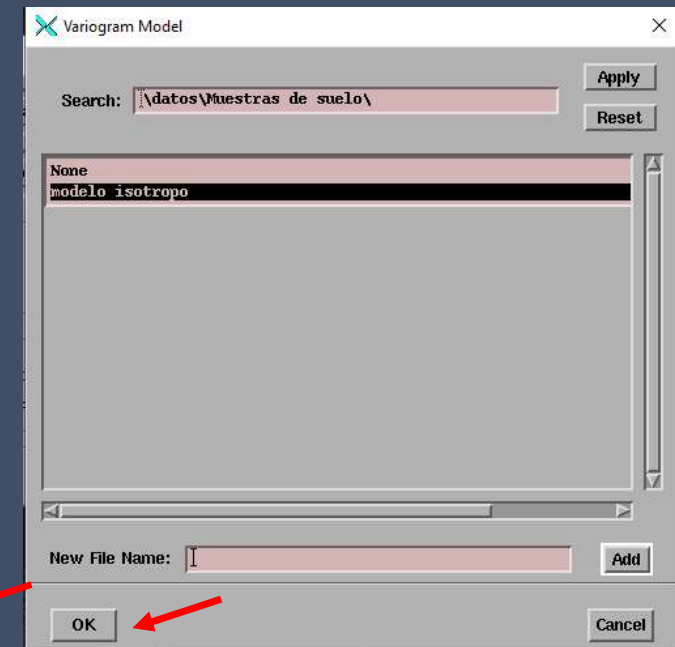 Variogram Model
Apply
Search: \datos\Muestras de suelo\
Reset
None
modelo isotropo
New File Name:
Add
OK
Cancel